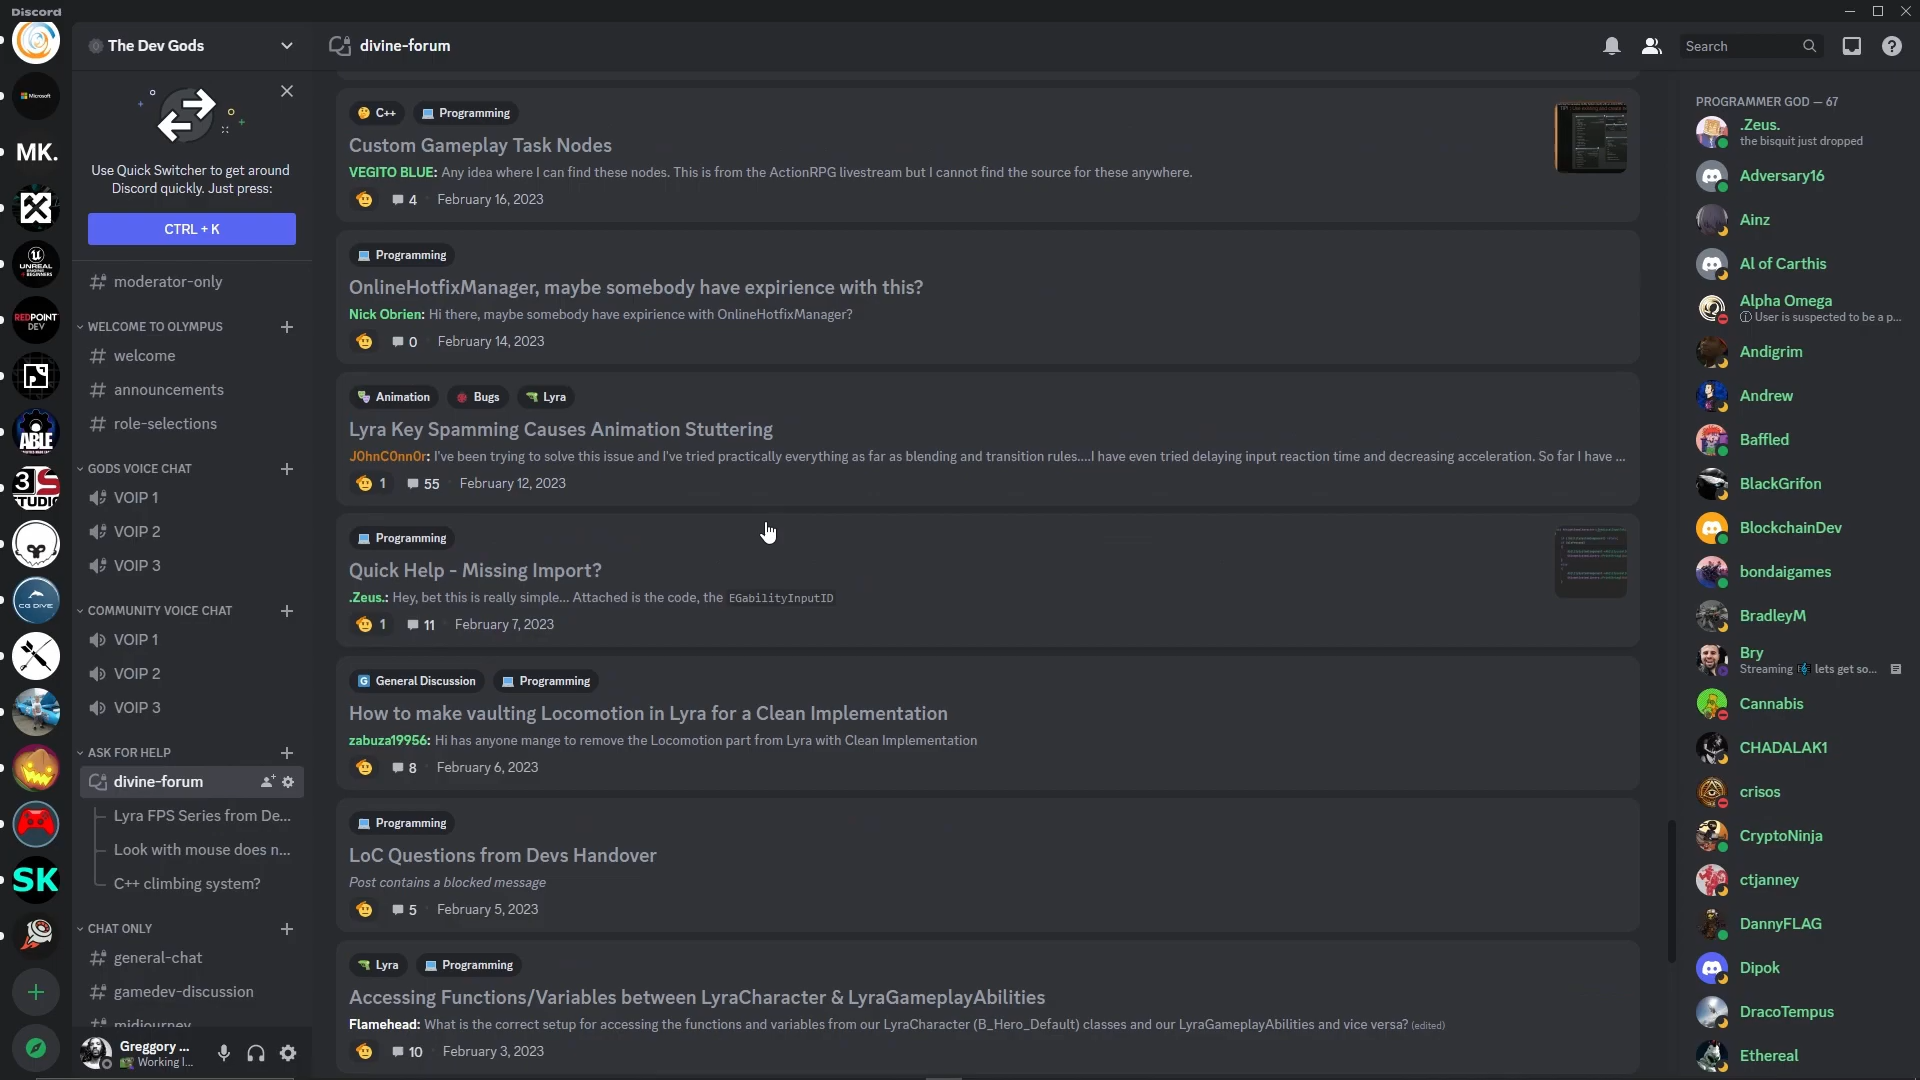 Discord
The Dev Gods
Use Quick Switcher to get around
Discord quickly. Just press:
CTRL + K
moderator-only
WELCOME TO OLYMPUS
welcome
announcements
role-selections
GODS VOICE CHAT
VOIP 1
VOIP 2
VOIP 3
COMMUNITY VOICE CHAT
VOIP 1
VOIP 2
VOIP 3
ASK FOR HELP
divine-forum
Lyra FPS Series from De...
Look with mouse does n...
C++ climbing system?
CHAT ONLY
general-chat
gamedev-discussion
midjourney
Greggory ...
Working I...
Microsoft
MK.
UNREAL
REDPOINT
DEV
ABLE
3S
STUDIO
CG DIVE
SK
divine-forum
Search
C++ Programming
Custom Gameplay Task Nodes
VEGITO BLUE: Any idea where I can find these nodes. This is from the ActionRPG livestream but I cannot find the source for these anywhere.
4 · February 16, 2023
Programming
OnlineHotfixManager, maybe somebody have expirience with this?
Nick Obrien: Hi there, maybe somebody have expirience with OnlineHotfixManager?
0 · February 14, 2023
Animation Bugs Lyra
Lyra Key Spamming Causes Animation Stuttering
J0hnC0nn0r: I've been trying to solve this issue and I've tried practically everything as far as blending and transition rules....I have even tried delaying input reaction time and decreasing acceleration. So far I have ...
1 55 · February 12, 2023
Programming
Quick Help - Missing Import?
.Zeus.: Hey, bet this is really simple... Attached is the code, the EGabilityInputID
1 11 · February 7, 2023
General Discussion Programming
How to make vaulting Locomotion in Lyra for a Clean Implementation
zabuza19956: Hi has anyone mange to remove the Locomotion part from Lyra with Clean Implementation
8 · February 6, 2023
Programming
LoC Questions from Devs Handover
Post contains a blocked message
5 · February 5, 2023
Lyra Programming
Accessing Functions/Variables between LyraCharacter & LyraGameplayAbilities
Flamehead: What is the correct setup for accessing the functions and variables from our LyraCharacter (B_Hero_Default) classes and our LyraGameplayAbilities and vice versa? (edited)
10 · February 3, 2023
PROGRAMMER GOD — 67
.Zeus.
the bisquit just dropped
Adversary16
Ainz
Al of Carthis
Alpha Omega
User is suspected to be a p...
Andigrim
Andrew
Baffled
BlackGrifon
BlockchainDev
bondaigames
BradleyM
Bry
Streaming lets get so...
Cannabis
CHADALAK1
crisos
CryptoNinja
ctjanney
DannyFLAG
Dipok
DracoTempus
Ethereal